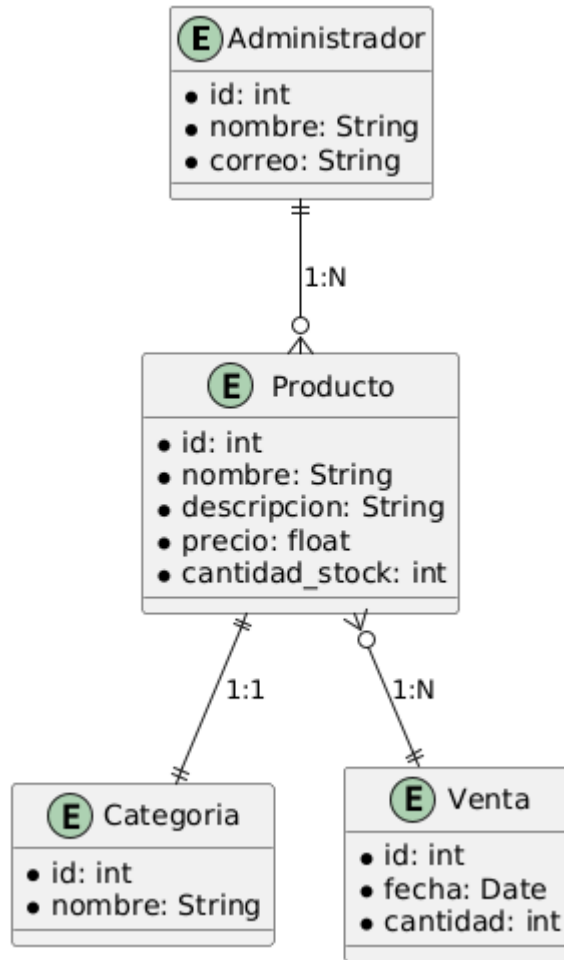 E Administrador
id: int
nombre: String
correo: String
1:N
E Producto
id: int
nombre: String
descripcion: String
precio: float
cantidad_stock: int
1:1
1:N
E Categoria
id: int
nombre: String
E Venta
id: int
fecha: Date
cantidad: int